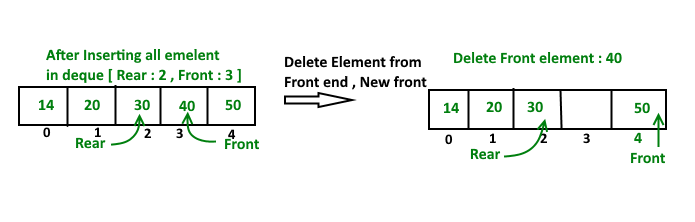 After Inserting all emelent
in deque [ Rear : 2 , Front : 3 ]
14 20 30 40 50
0 1 2 3 4
Rear Front
Delete Element from
Front end , New front
Delete Front element : 40
14 20 30 50
0 1 2 3 4
Rear Front